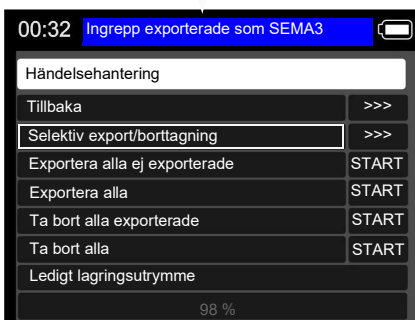 00:32 Ingrepp exporterade som SEMA3
Händelsehantering
Tillbaka >>>
Selektiv export/borttagning >>>
Exportera alla ej exporterade START
Exportera alla START
Ta bort alla exporterade START
Ta bort alla START
Ledigt lagringsutrymme
98 %